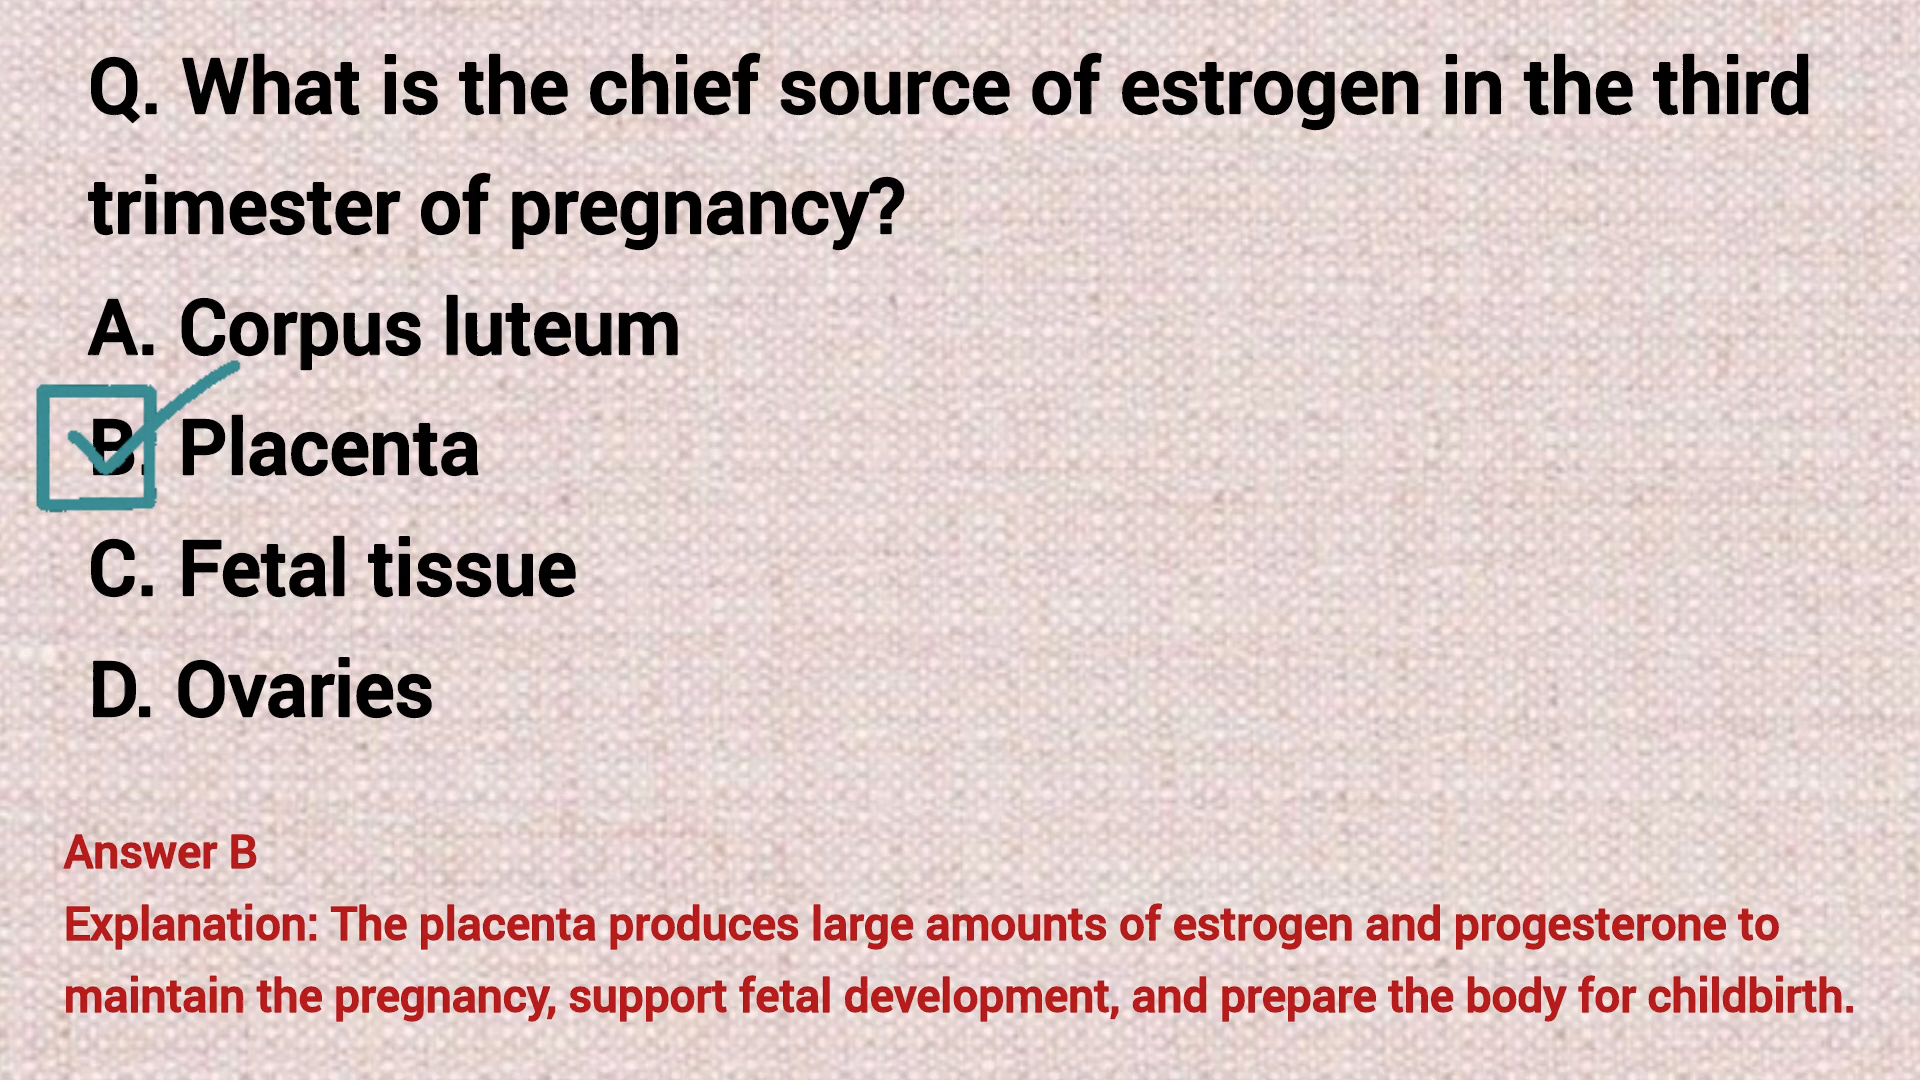 Q. What is the chief source of estrogen in the third
trimester of pregnancy?
A. Corpus luteum
B. Placenta
C. Fetal tissue
D. Ovaries
Answer B
Explanation: The placenta produces large amounts of estrogen and progesterone to
maintain the pregnancy, support fetal development, and prepare the body for childbirth.